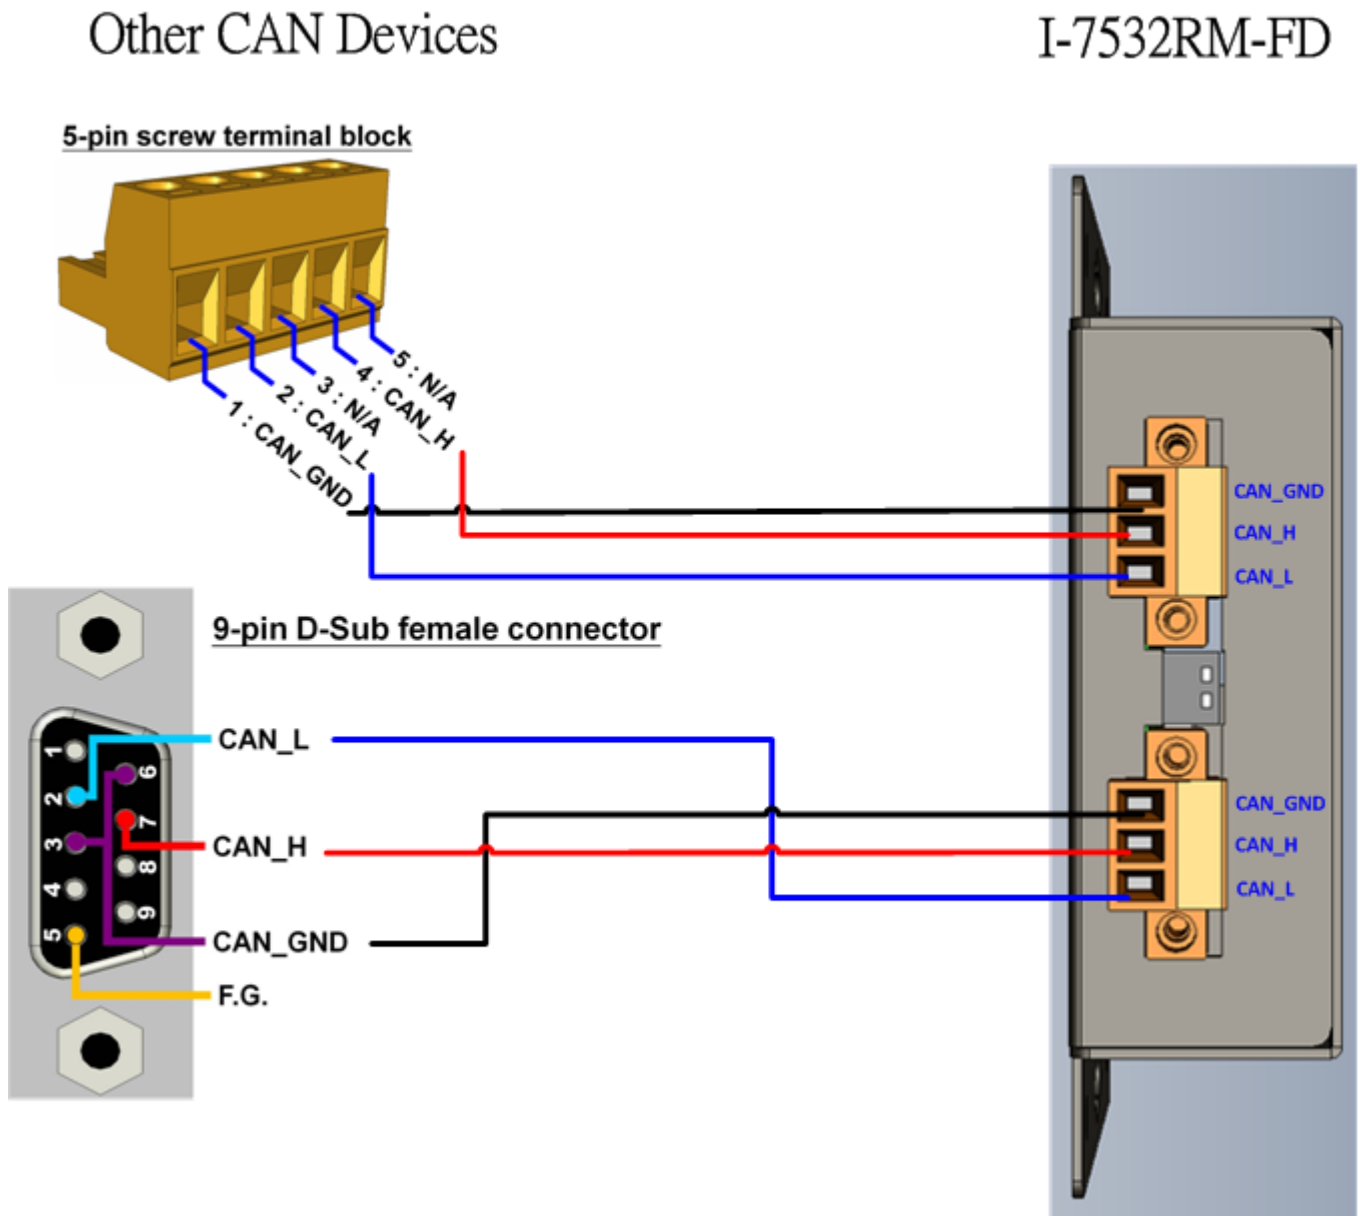 Other CAN Devices
I-7532RM-FD
5-pin screw terminal block
1 : CAN_GND
2 : CAN_L
3 : N/A
4 : CAN_H
5 : N/A
CAN_GND
CAN_H
CAN_L
9-pin D-Sub female connector
1
2
3
4
5
6
7
8
9
CAN_L
CAN_H
CAN_GND
F.G.
CAN_GND
CAN_H
CAN_L